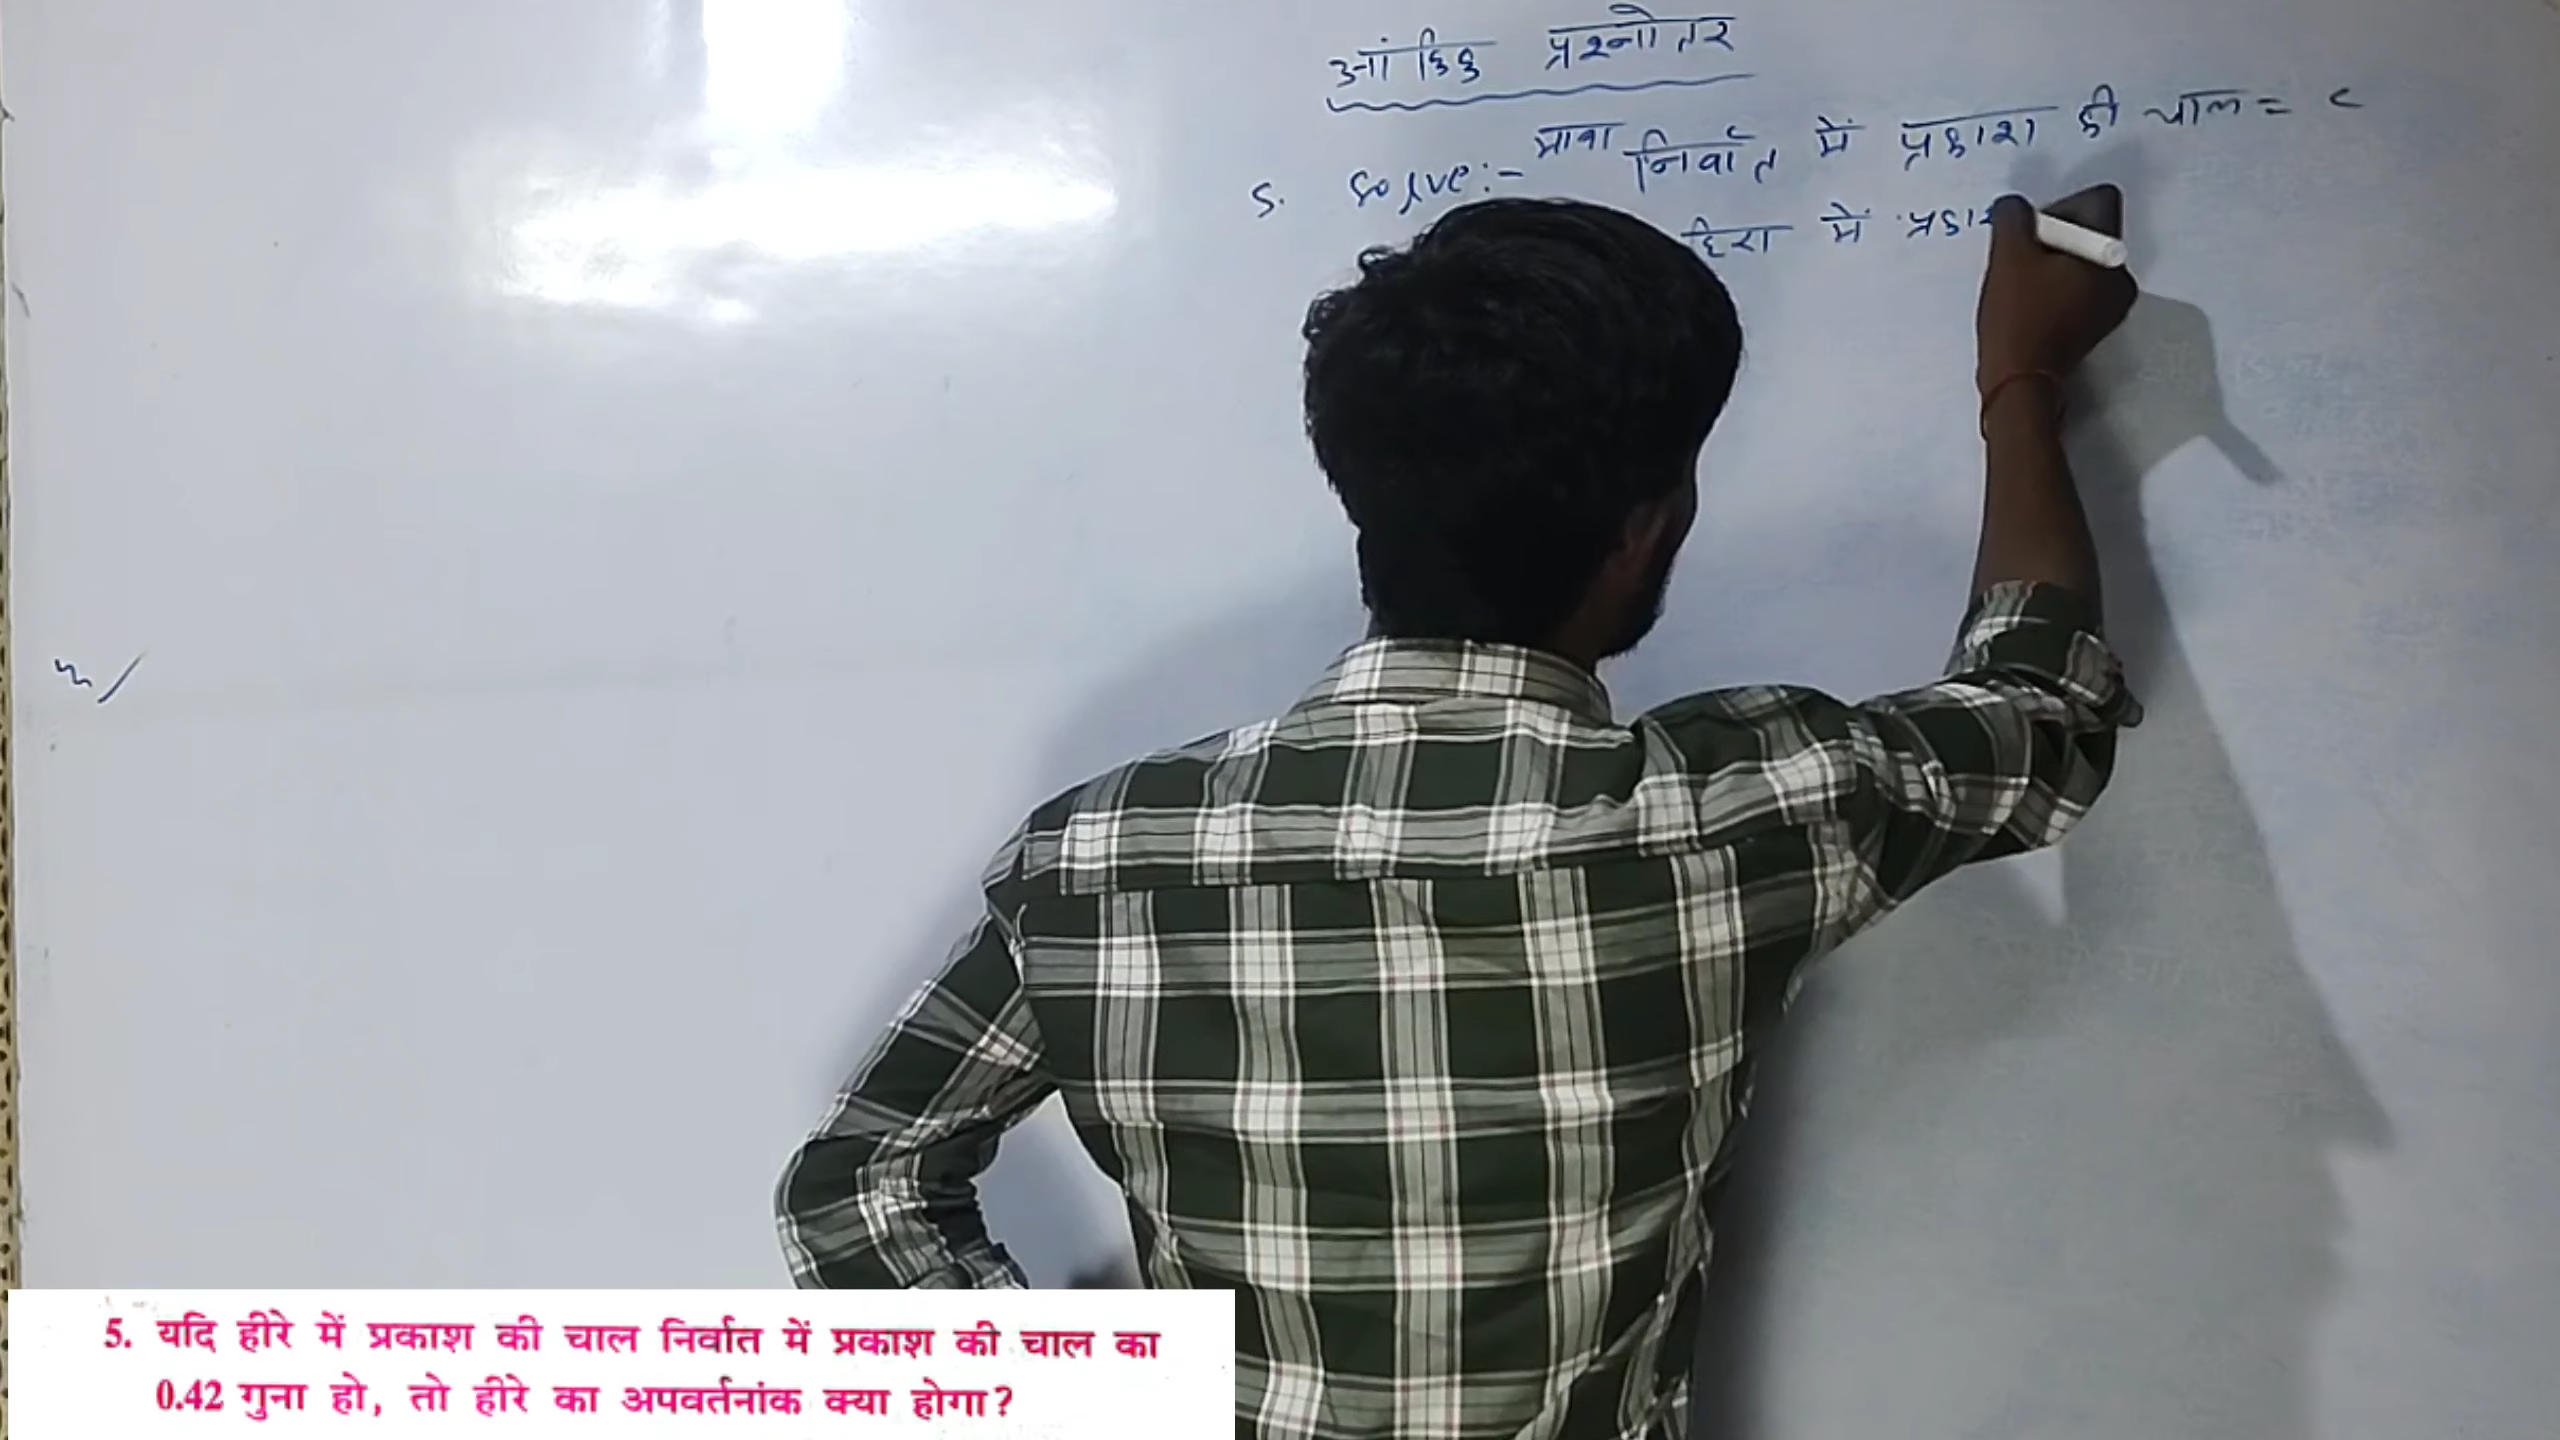 आंकिक प्रश्नोतर
5. Solve:- माना निर्वात में प्रकाश की चाल = c
हिरा में प्रकाश
5. यदि हीरे में प्रकाश की चाल निर्वात में प्रकाश की चाल का
0.42 गुना हो, तो हीरे का अपवर्तनांक क्या होगा?